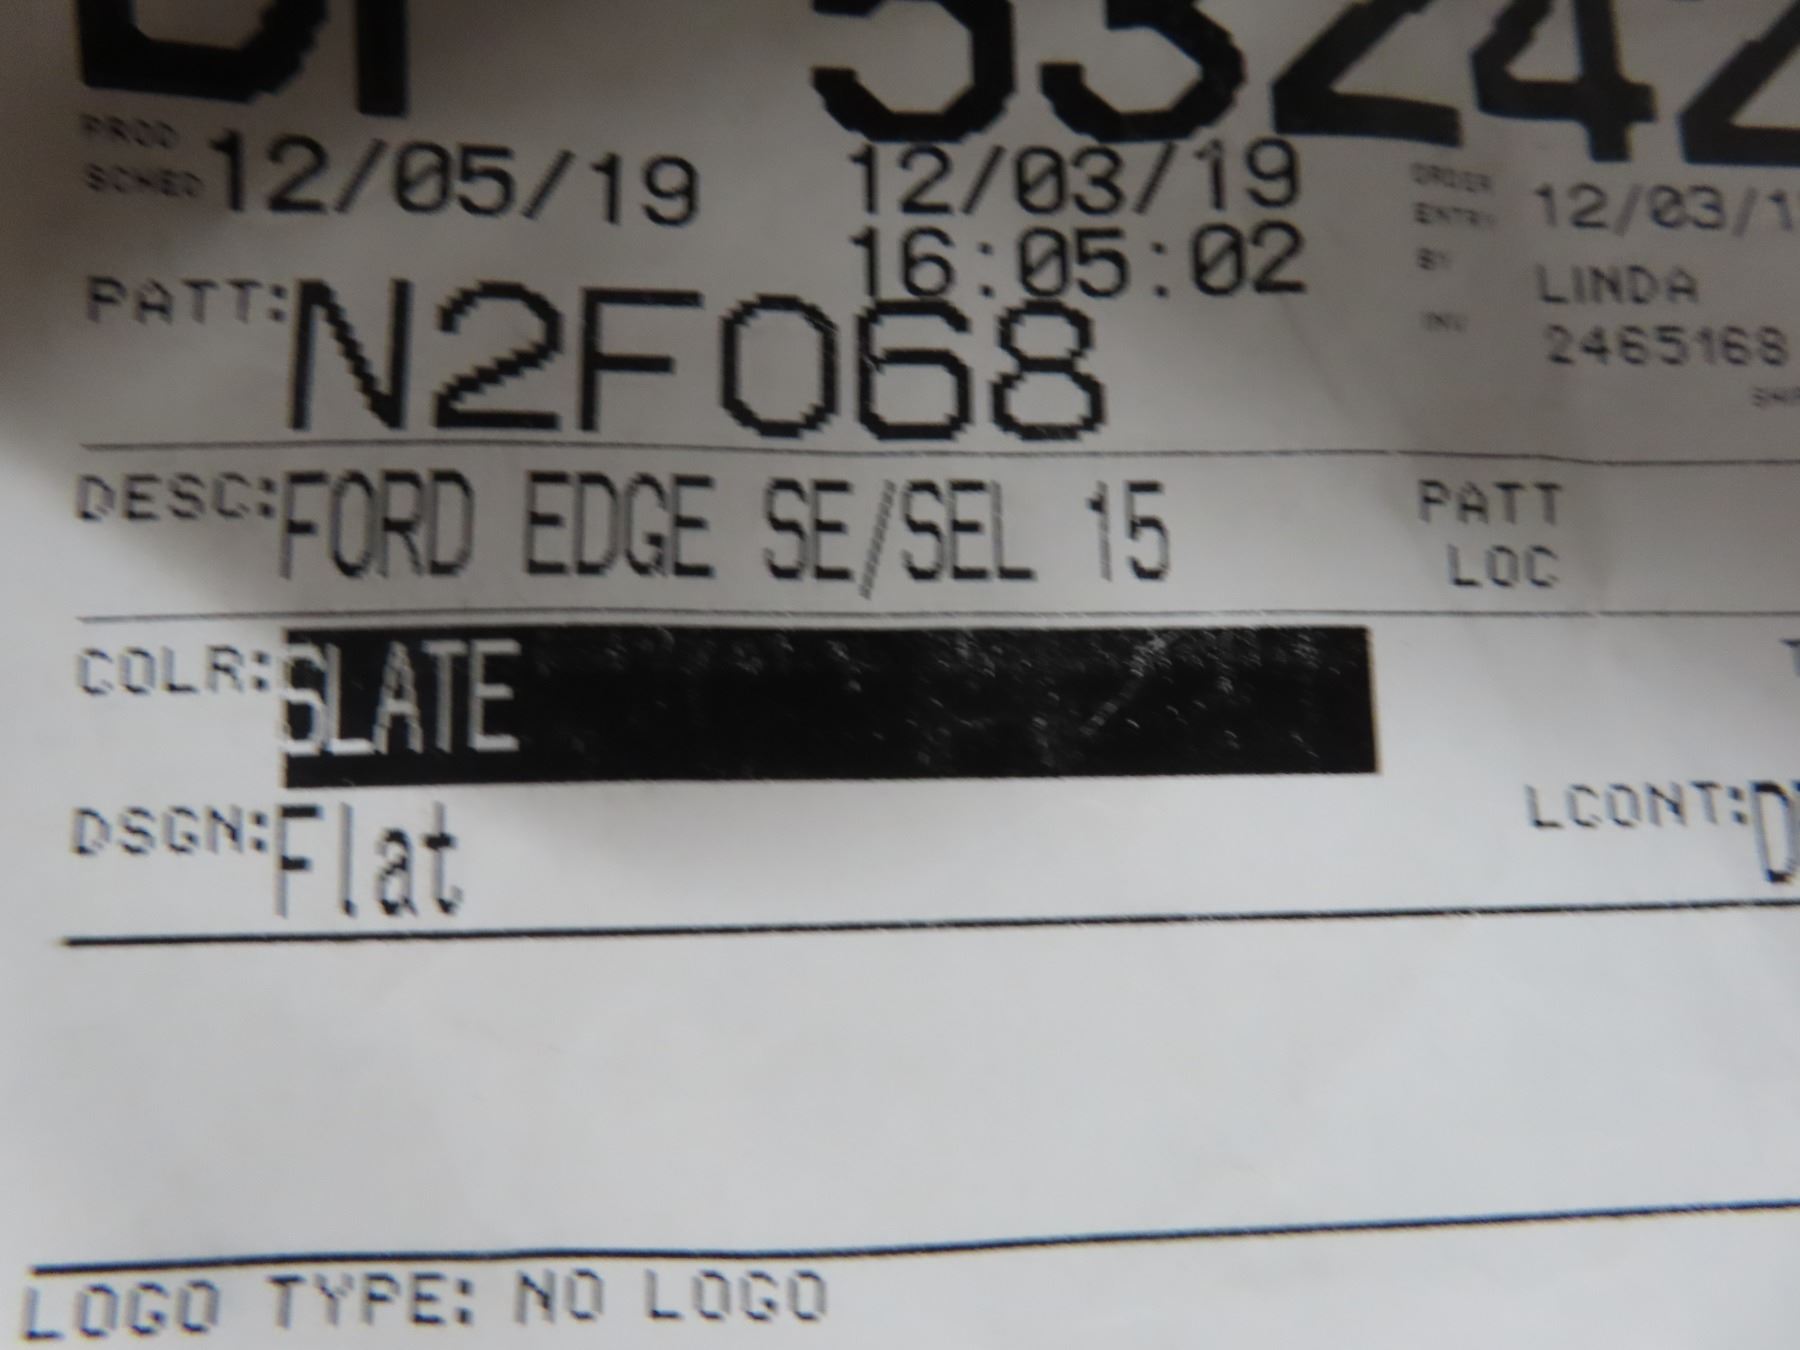 53242
PROD
SCHED 12/05/19
12/03/19
16:05:02
ORDER
ENTRY 12/03/1
BY LINDA
INV 2465168
PATT: N2F068
DESC: FORD EDGE SE/SEL 15
PATT
LOC
COLR: SLATE
DSGN: Flat
LCONT: D
LOGO TYPE: NO LOGO